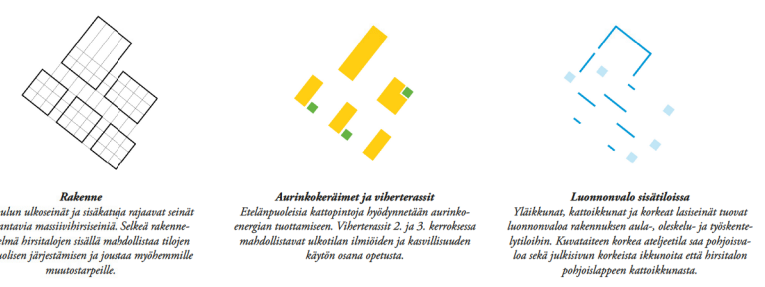 Rakenne
ulun ulkoseinät ja sisäkatuja rajaavat seinät
antavia massiivihirsiseiniä. Selkeä rakenne-
elmä hirsitalojen sisällä mahdollistaa tilojen
uolisen järjestämisen ja joustaa myöhemmille
muutostarpeille.
Aurinkokeräimet ja viherterassit
Etelänpuoleisia kattopintoja hyödynnetään aurinko-
energian tuottamiseen. Viherterassit 2. ja 3. kerroksessa
mahdollistavat ulkotilan ilmiöiden ja kasvillisuuden
käytön osana opetusta.
Luonnonvalo sisätiloissa
Yläikkunat, kattoikkunat ja korkeat lasiseinät tuovat
luonnonvaloa rakennuksen aula-, oleskelu- ja työskente-
lytiloihin. Kuvataiteen korkea ateljeetila saa pohjoisva-
loa sekä julkisivun korkeista ikkunoita että hirsitalon
pohjoislappeen kattoikkunasta.